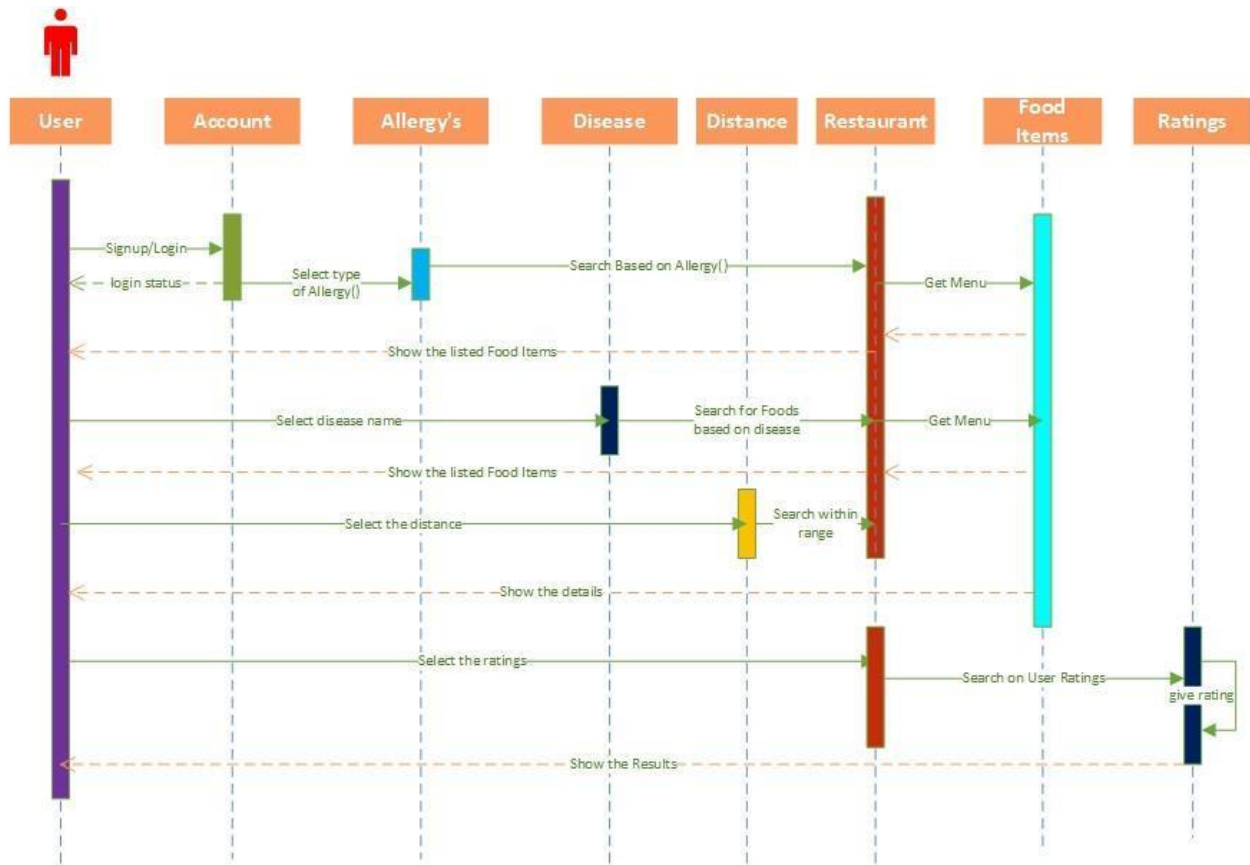 User
Account
Allergy's
Disease
Distance
Restaurant
Food
Items
Ratings
Signup/Login
login status
Select type
of Allergy()
Search Based on Allergy()
Get Menu
Show the listed Food Items
Select disease name
Search for Foods
based on disease
Get Menu
Show the listed Food Items
Select the distance
Search within
range
Show the details
Select the ratings
Search on User Ratings
give rating
Show the Results